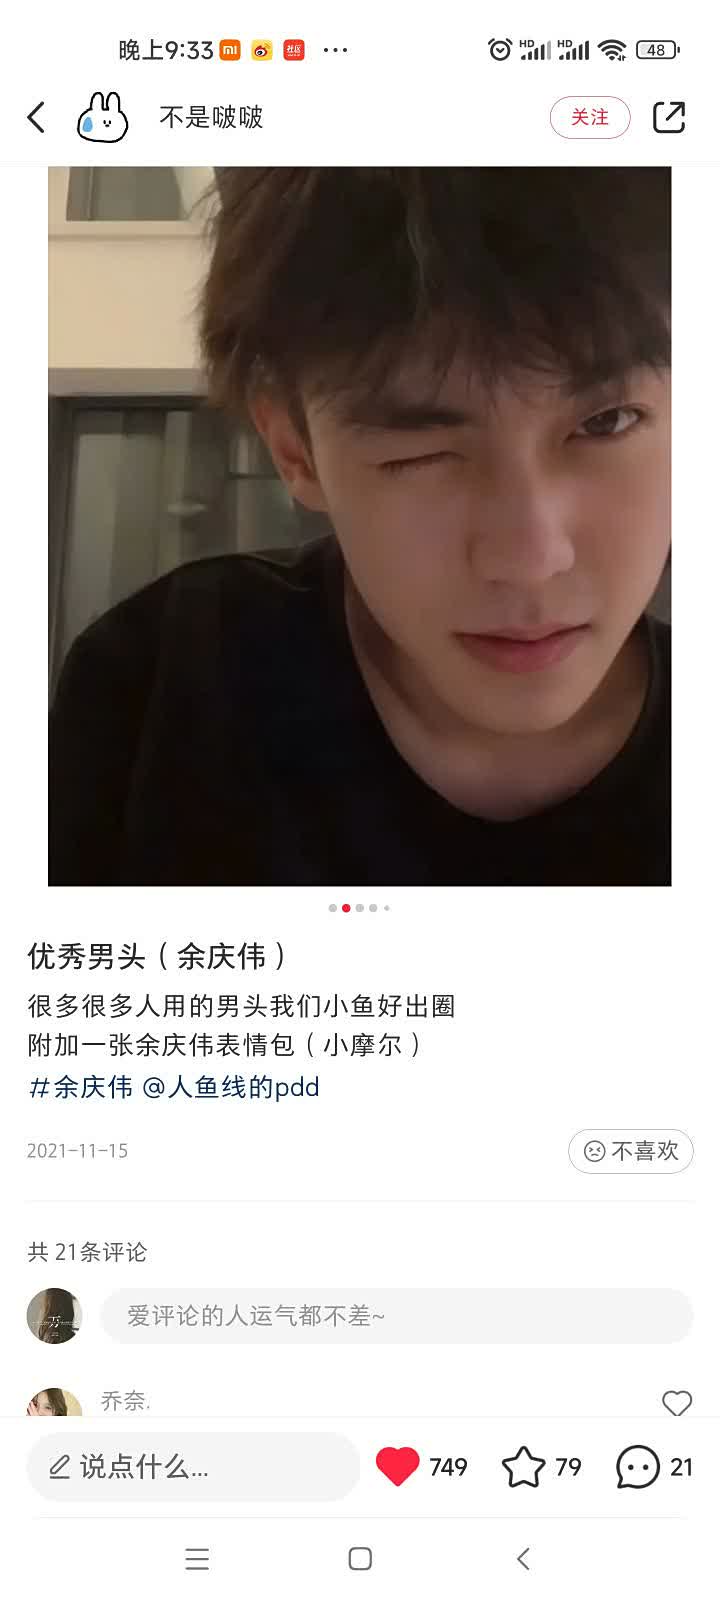 晚上9:33
HD
HD
48
不是啵啵
关注
优秀男头（余庆伟）
很多很多人用的男头我们小鱼好出圈
附加一张余庆伟表情包（小摩尔）
#余庆伟 @人鱼线的pdd
2021-11-15
不喜欢
共 21条评论
爱评论的人运气都不差~
乔奈.
说点什么...
749
79
21